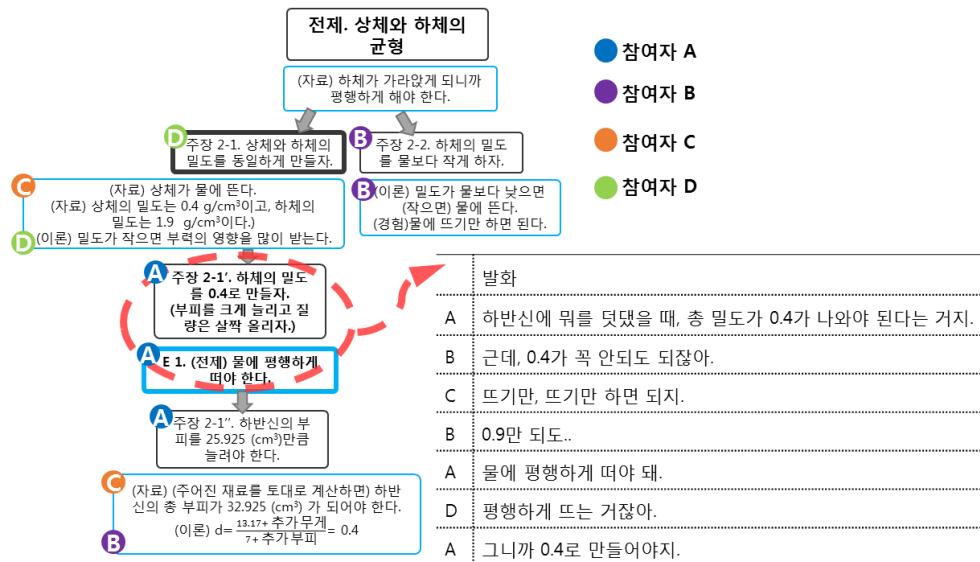 전제. 상체와 하체의
균형
(자료) 하체가 가라앉게 되니까
평행하게 해야 한다.
D
주장 2-1. 상체와 하체의
밀도를 동일하게 만들자.
B
주장 2-2. 하체의 밀도
를 물보다 작게 하자.
C
(자료) 상체가 물에 뜬다.
(자료) 상체의 밀도는 0.4 g/cm³이고, 하체의
밀도는 1.9 g/cm³이다.)
D
(이론) 밀도가 작으면 부력의 영향을 많이 받는다.
B
(이론) 밀도가 물보다 낮으면
(작으면) 물에 뜬다.
(경험)물에 뜨기만 하면 된다.
A
주장 2-1′. 하체의 밀도
를 0.4로 만들자.
(부피를 크게 늘리고 질
량은 살짝 올리자.)
A
E 1. (전제) 물에 평행하게
떠야 한다.
A
주장 2-1″. 하반신의 부
피를 25.925 (cm³)만큼
늘려야 한다.
C
(자료) (주어진 재료를 토대로 계산하면) 하반
신의 총 부피가 32.925 (cm³) 가 되어야 한다.
B
(이론) d= 13.17+ 추가 무게 / 7+ 추가 부피 = 0.4
참여자 A
참여자 B
참여자 C
참여자 D
발화
A 하반신에 뭐를 덧댔을 때, 총 밀도가 0.4가 나와야 된다는 거지.
B 근데, 0.4가 꼭 안되도 되잖아.
C 뜨기만, 뜨기만 하면 되지.
B 0.9만 되도..
A 물에 평행하게 떠야 돼.
D 평행하게 뜨는 거잖아.
A 그니까 0.4로 만들어야지.